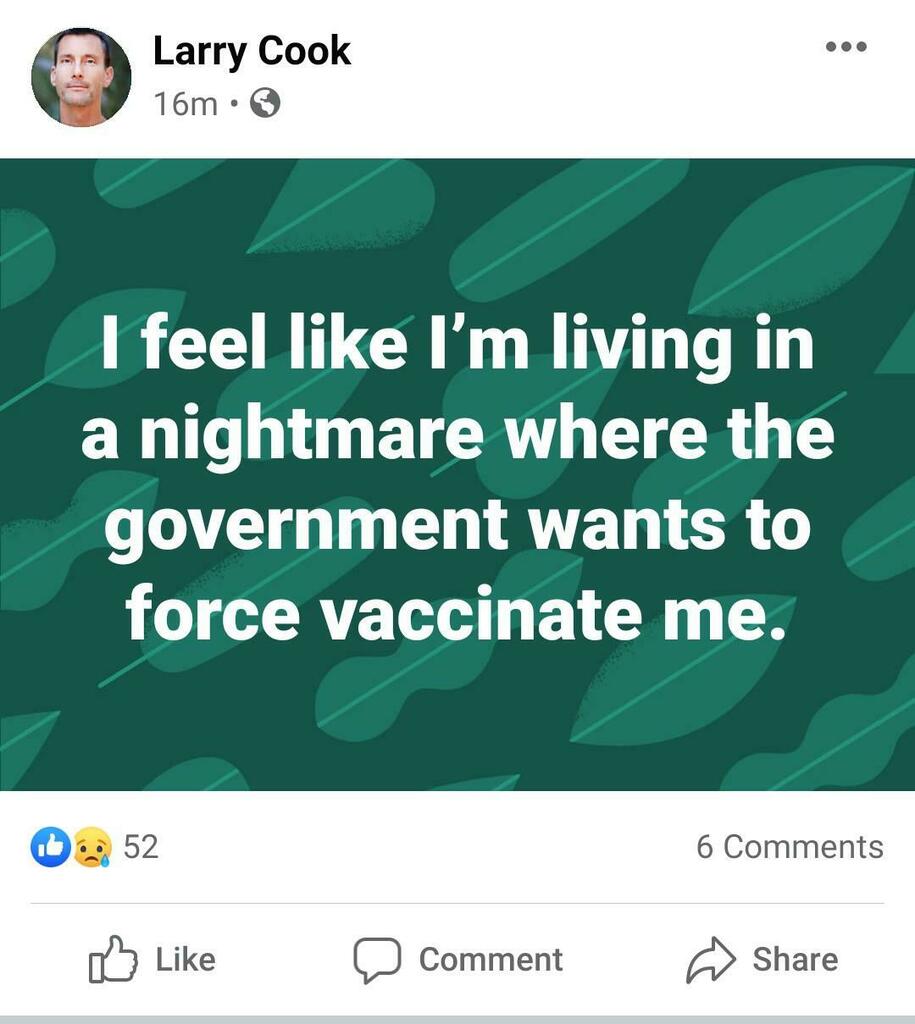 Larry Cook
16m •
I feel like I’m living in
a nightmare where the
government wants to
force vaccinate me.
52
6 Comments
Like
Comment
Share